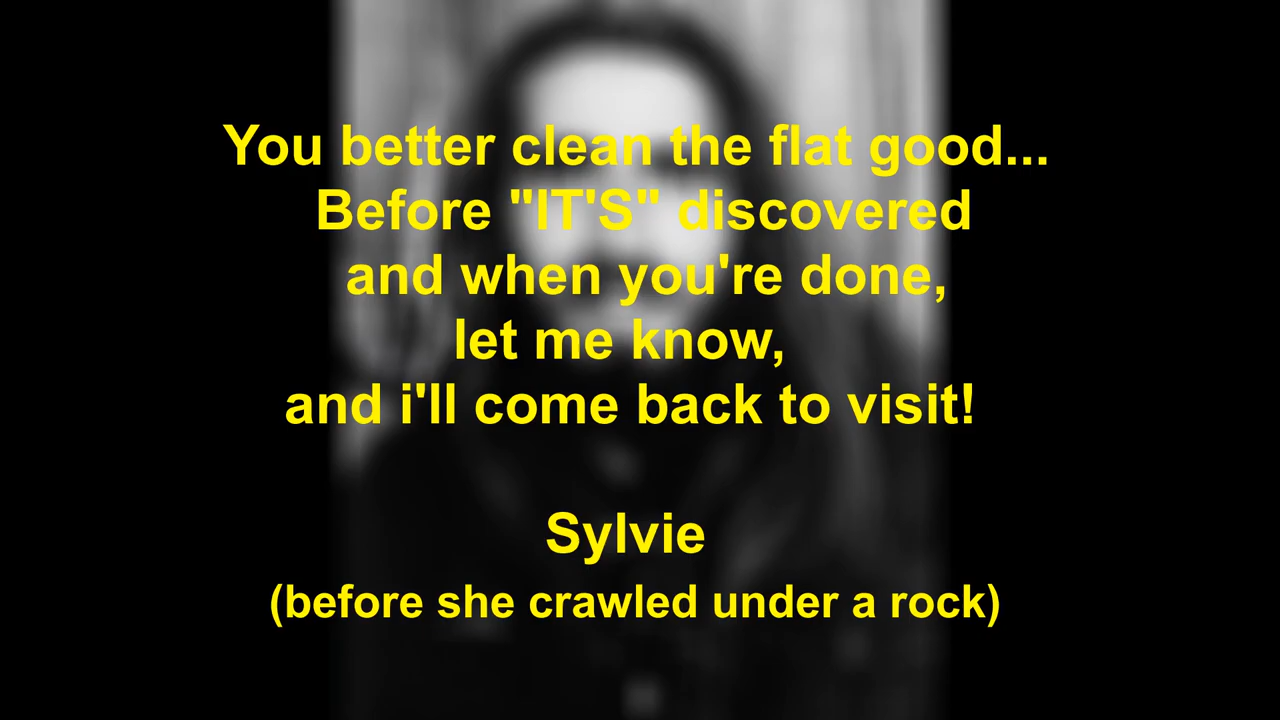 You better clean the flat good...
Before "IT'S" discovered
and when you're done,
let me know,
and i'll come back to visit!
Sylvie
(before she crawled under a rock)